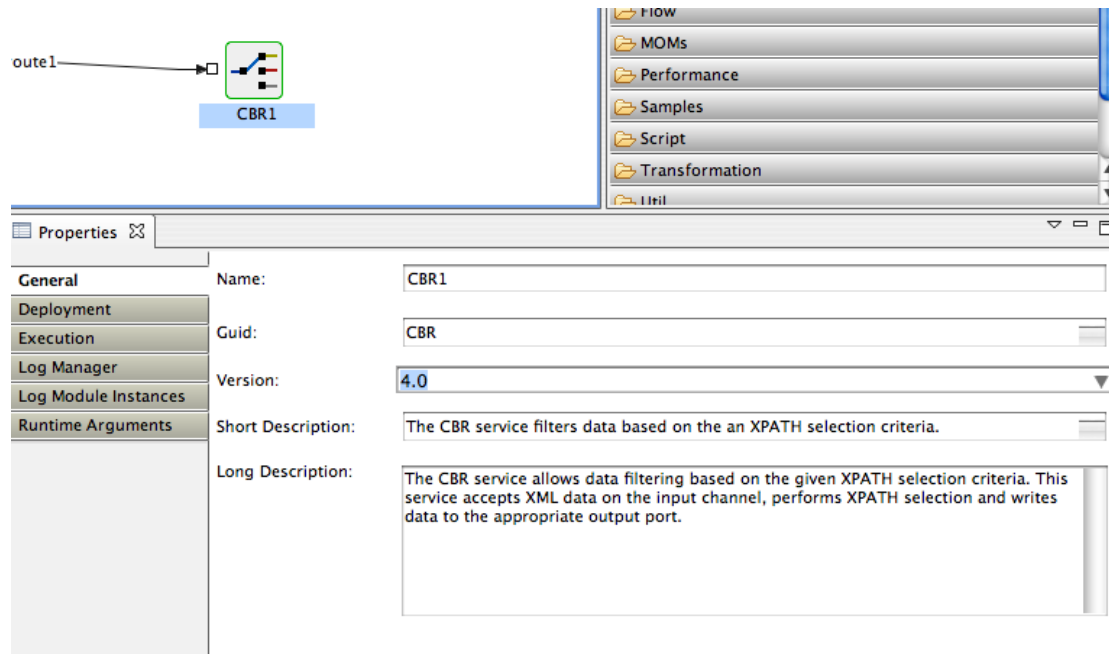 Flow
MOMs
oute1
Performance
Samples
CBR1
Script
Transformation
Util
Properties
General
Name:
CBR1
Deployment
Execution
Guid:
CBR
Log Manager
Version:
4.0
Log Module Instances
Runtime Arguments
Short Description:
The CBR service filters data based on the an XPATH selection criteria.
Long Description:
The CBR service allows data filtering based on the given XPATH selection criteria. This
service accepts XML data on the input channel, performs XPATH selection and writes
data to the appropriate output port.